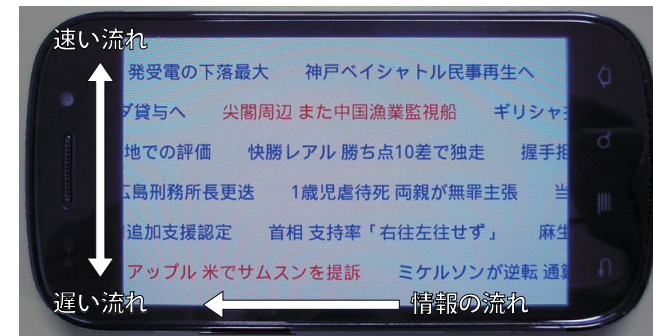 速い流れ
発受電の下落最大 神戸ベイシャトル民事再生へ
ダ貸与へ 尖閣周辺 また中国漁業監視船 ギリシャ
地での評価 快勝レアル 勝ち点10差で独走 握手拒
広島刑務所長更迭 1歳児虐待死 両親が無罪主張 当
追加支援認定 首相 支持率「右往左往せず」 麻生
アップル 米でサムスンを提訴 ミケルソンが逆転 通算
遅い流れ
情報の流れ